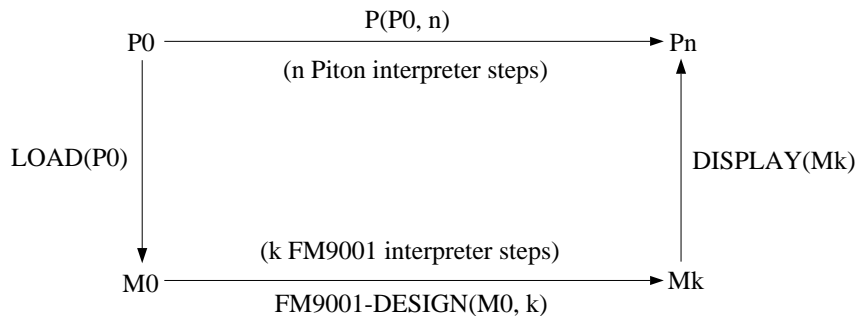 P(P0, n)
P0
Pn
(n Piton interpreter steps)
LOAD(P0)
DISPLAY(Mk)
(k FM9001 interpreter steps)
M0
Mk
FM9001-DESIGN(M0, k)